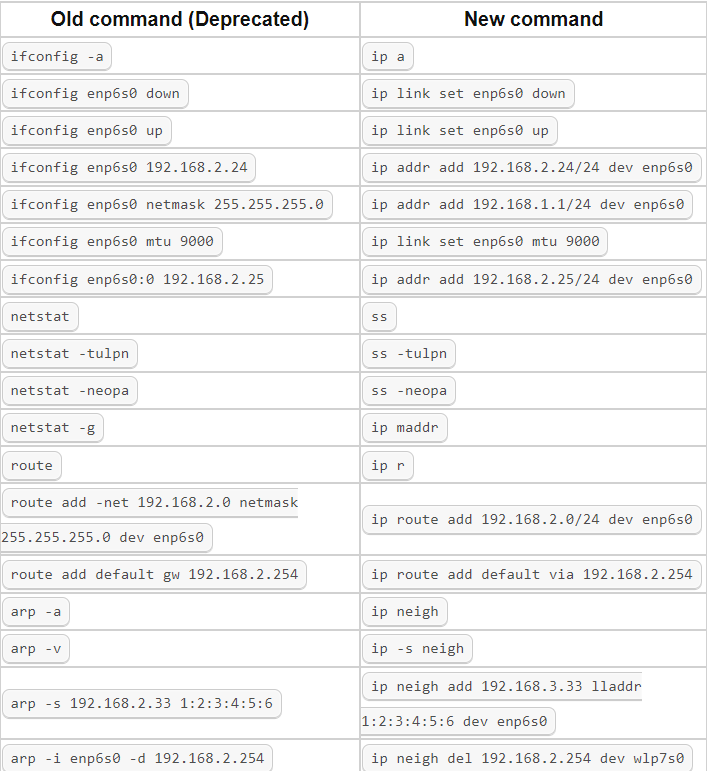 Old command (Deprecated) New command
ifconfig -a ip a
ifconfig enp6s0 down ip link set enp6s0 down
ifconfig enp6s0 up ip link set enp6s0 up
ifconfig enp6s0 192.168.2.24 ip addr add 192.168.2.24/24 dev enp6s0
ifconfig enp6s0 netmask 255.255.255.0 ip addr add 192.168.1.1/24 dev enp6s0
ifconfig enp6s0 mtu 9000 ip link set enp6s0 mtu 9000
ifconfig enp6s0:0 192.168.2.25 ip addr add 192.168.2.25/24 dev enp6s0
netstat ss
netstat -tulpn ss -tulpn
netstat -neopa ss -neopa
netstat -g ip maddr
route ip r
route add -net 192.168.2.0 netmask
255.255.255.0 dev enp6s0
ip route add 192.168.2.0/24 dev enp6s0
route add default gw 192.168.2.254 ip route add default via 192.168.2.254
arp -a ip neigh
arp -v ip -s neigh
arp -s 192.168.2.33 1:2:3:4:5:6
ip neigh add 192.168.3.33 lladdr
1:2:3:4:5:6 dev enp6s0
arp -i enp6s0 -d 192.168.2.254 ip neigh del 192.168.2.254 dev wlp7s0